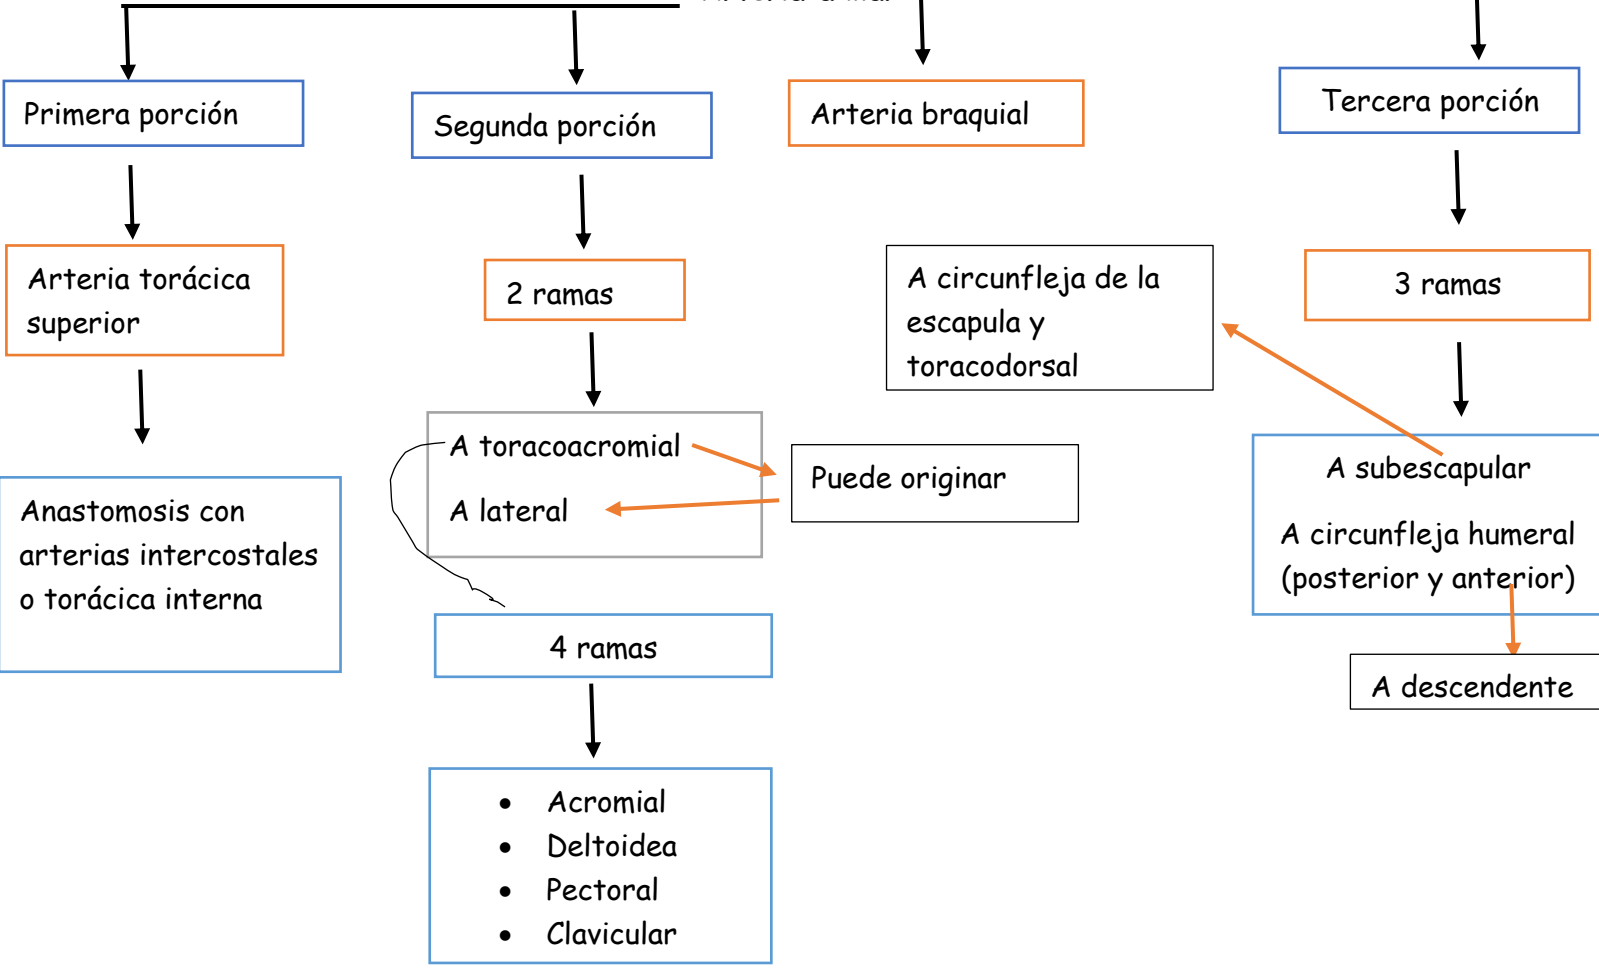 Primera porción
Segunda porción
Arteria braquial
Tercera porción
Arteria torácica
superior
2 ramas
A circunfleja de la
escapula y
toracodorsal
3 ramas
A toracoacromial
A lateral
Puede originar
A subescapular
A circunfleja humeral
(posterior y anterior)
Anastomosis con
arterias intercostales
o torácica interna
4 ramas
A descendente
• Acromial
• Deltoidea
• Pectoral
• Clavicular